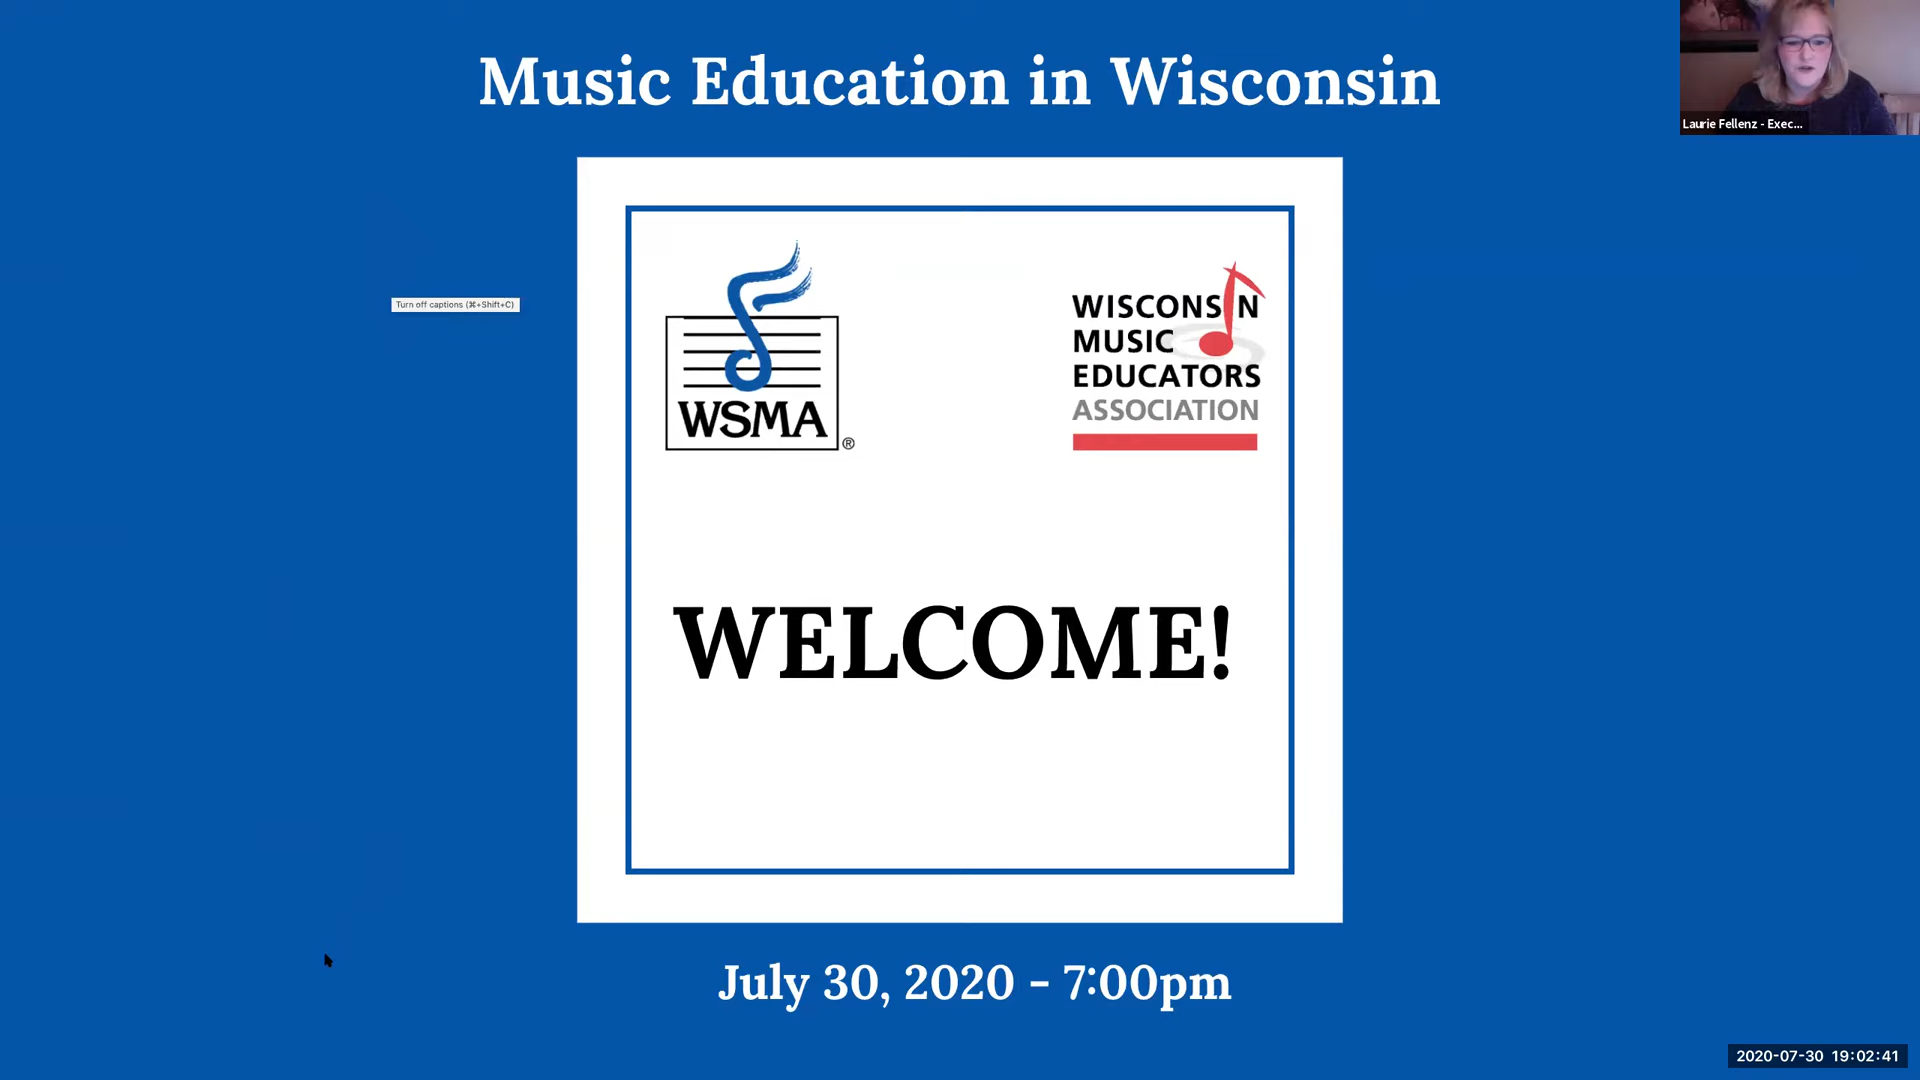 Music Education in Wisconsin
Laurie Fellenz - Exec...
Turn off captions (⌘+Shift+C)
WSMA
®
WISCONSIN
MUSIC
EDUCATORS
ASSOCIATION
WELCOME!
July 30, 2020 - 7:00pm
2020-07-30 19:02:41